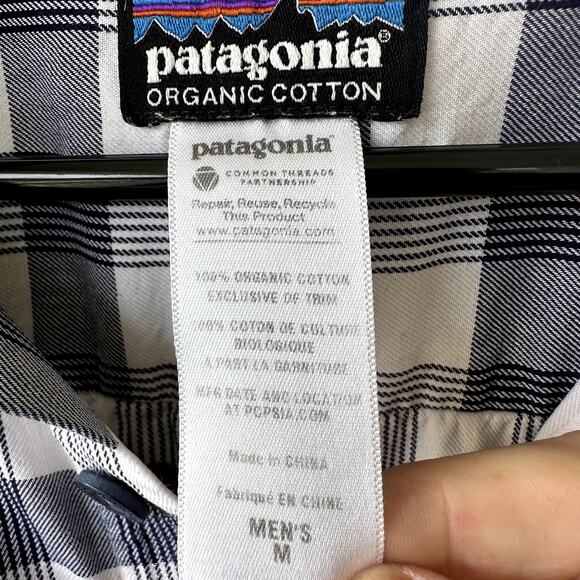 patagonia®
ORGANIC COTTON
patagonia
COMMON THREADS
PARTNERSHIP
Repair, Reuse, Recycle
This Product
www.patagonia.com
100% ORGANIC COTTON
EXCLUSIVE OF TRIM
100% COTON DE CULTURE
BIOLOGIQUE
A PART LA GARNITURE
MFG DATE AND LOCATION
AT PCPSIA.COM
Made in CHINA
Fabriqué EN CHINE
MEN'S
M